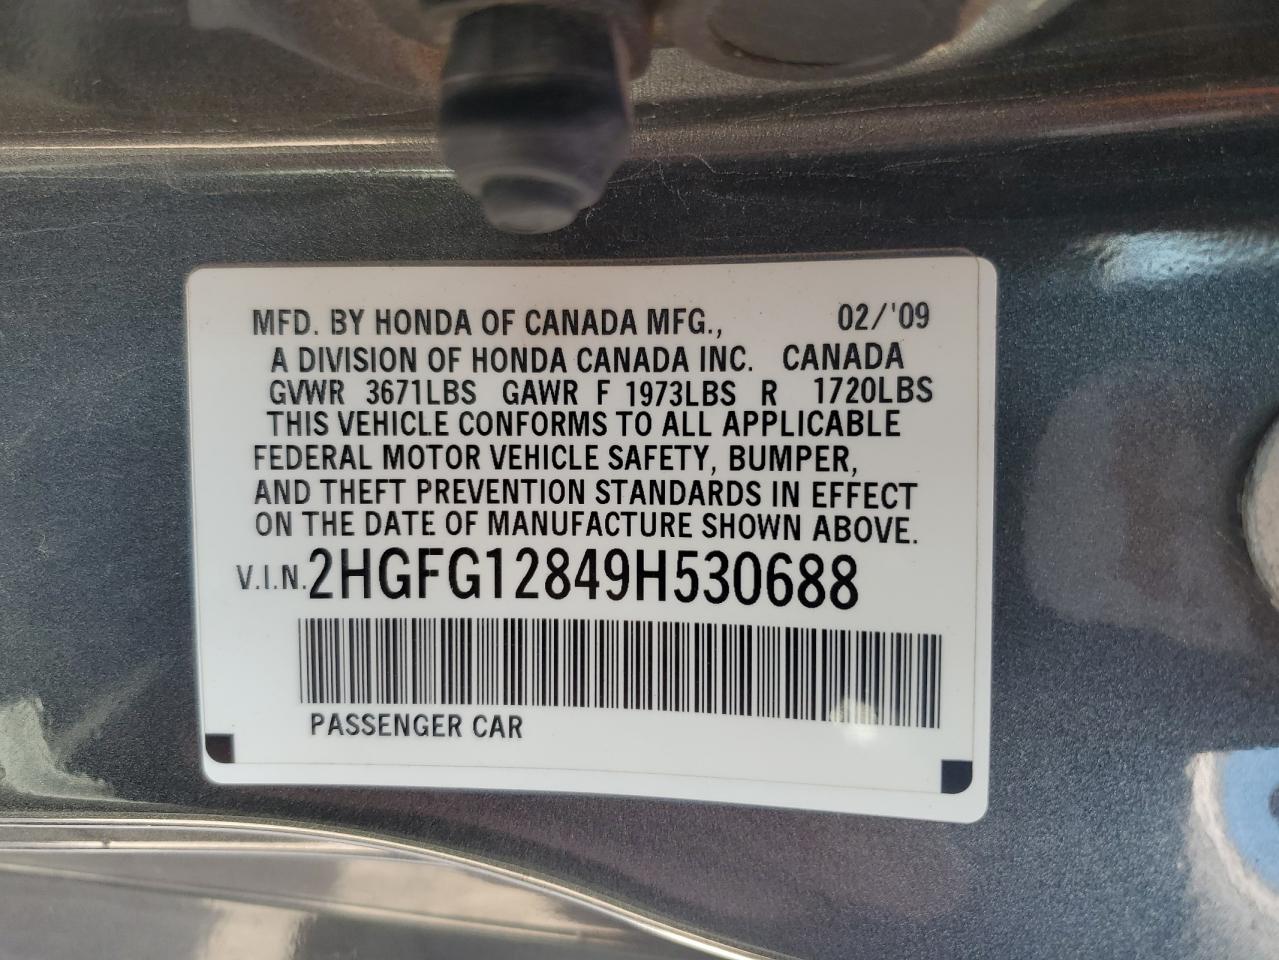 MFD. BY HONDA OF CANADA MFG., 02/'09
A DIVISION OF HONDA CANADA INC. CANADA
GVWR 3671LBS GAWR F 1973LBS R 1720LBS
THIS VEHICLE CONFORMS TO ALL APPLICABLE
FEDERAL MOTOR VEHICLE SAFETY, BUMPER,
AND THEFT PREVENTION STANDARDS IN EFFECT
ON THE DATE OF MANUFACTURE SHOWN ABOVE.
V.I.N. 2HGFG12849H530688
PASSENGER CAR